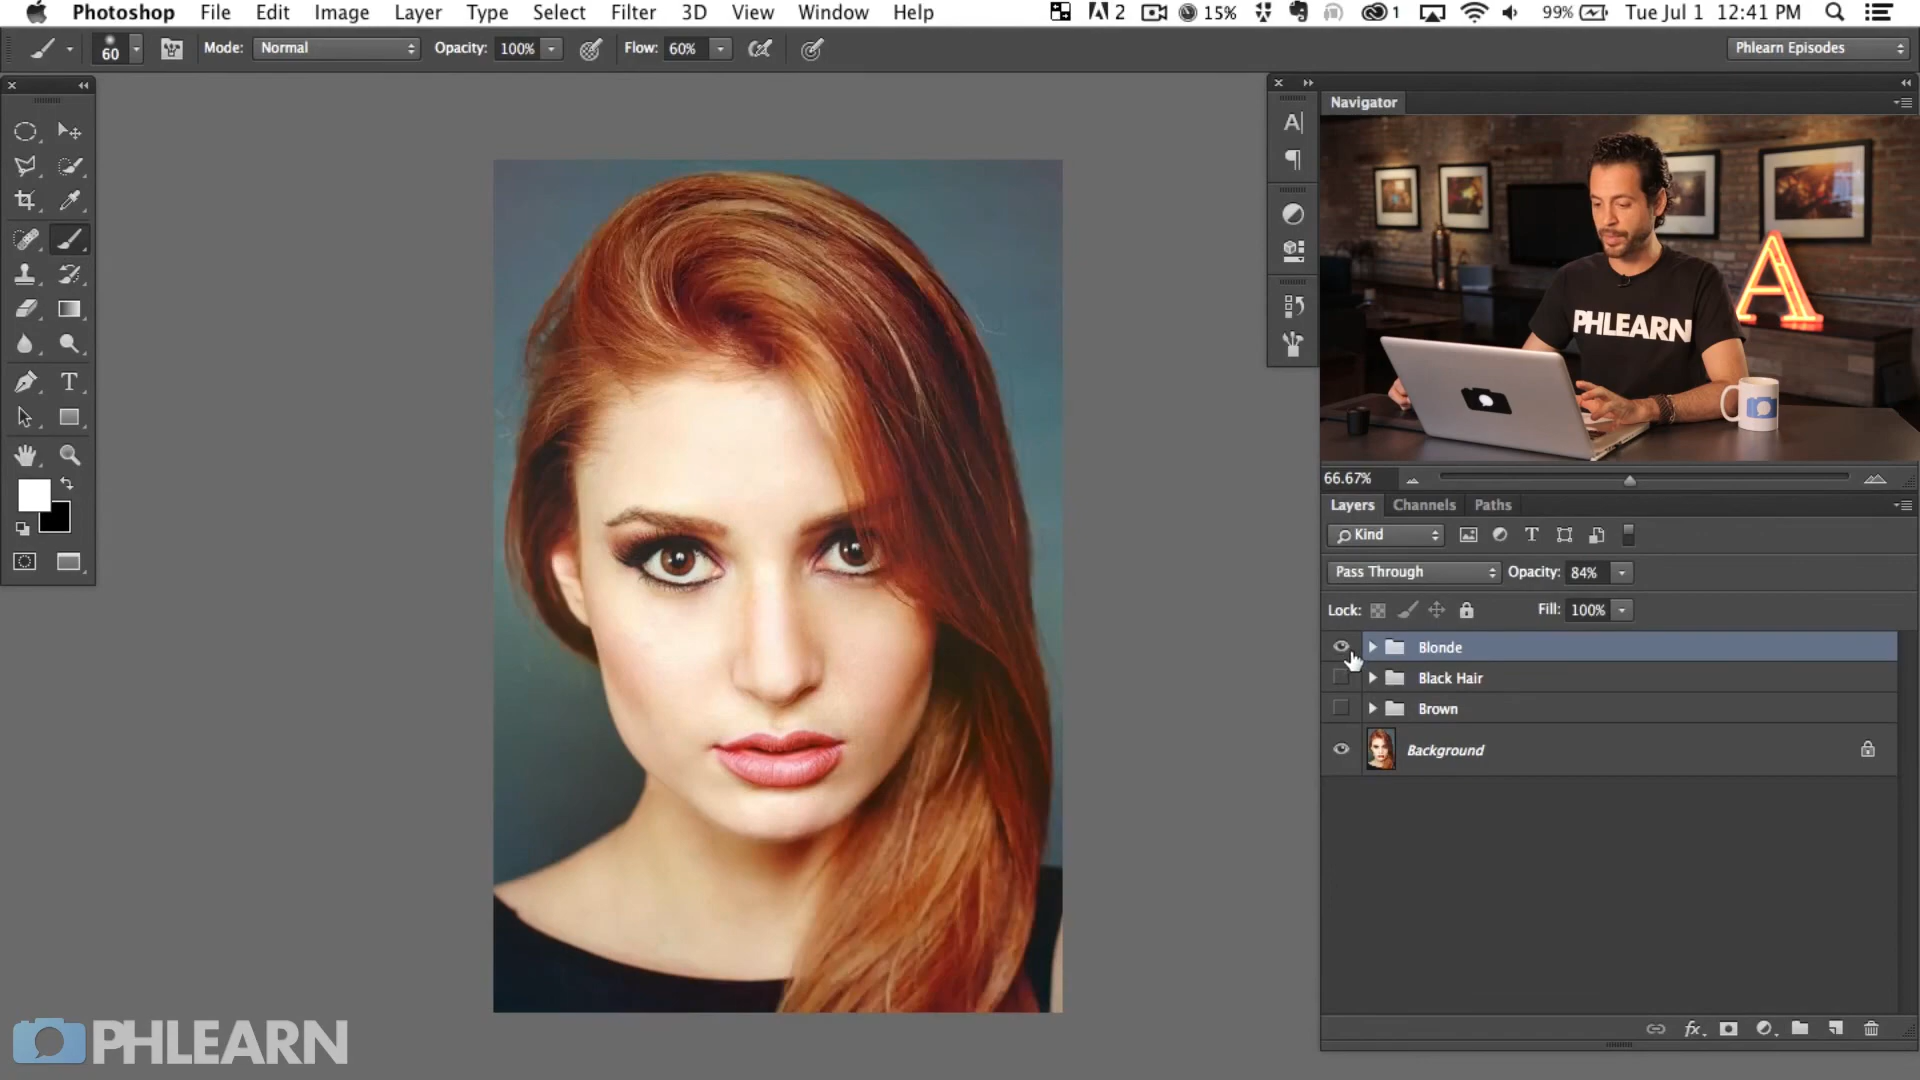 Photoshop File Edit Image Layer Type Select Filter 3D View Window Help 2 15% 1 99% Tue Jul 1 12:41 PM
60 Mode: Normal Opacity: 100% Flow: 60% Phlearn Episodes
Navigator
A
PHLEARN
66.67%
Layers Channels Paths
Kind
Pass Through Opacity: 84%
Lock: Fill: 100%
Blonde
Black Hair
Brown
Background
PHLEARN